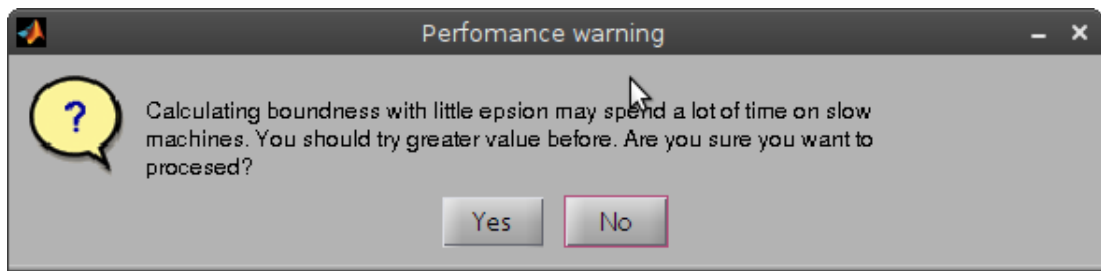 Perfomance warning
?
Calculating boundness with little epsion may spend a lot of time on slow
machines. You should try greater value before. Are you sure you want to
procesed?
Yes No